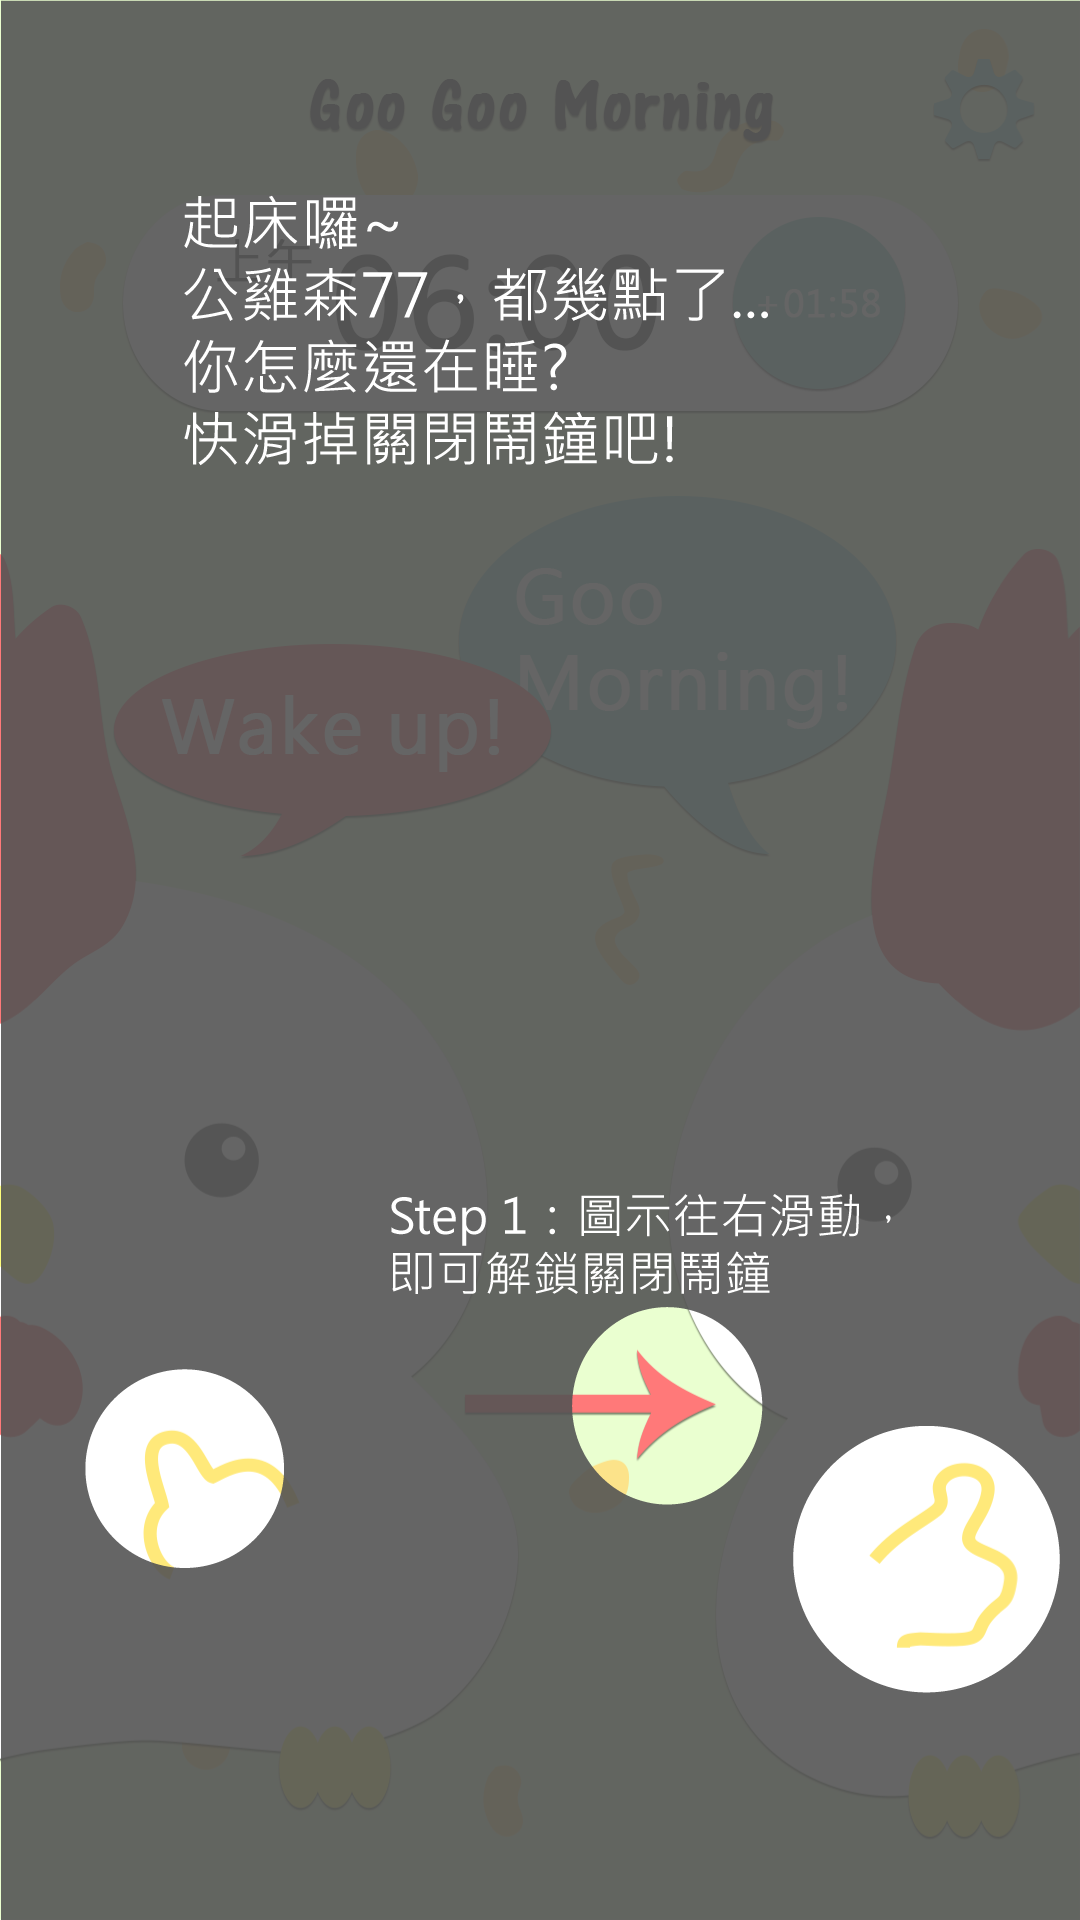 Goo Goo Morning
起床囉~
上午 06:00 +01:58
公雞森77，都幾點了...
你怎麼還在睡?
快滑掉關閉鬧鐘吧!
Goo
Morning!
Wake up!
Step 1：圖示往右滑動，
即可解鎖關閉鬧鐘